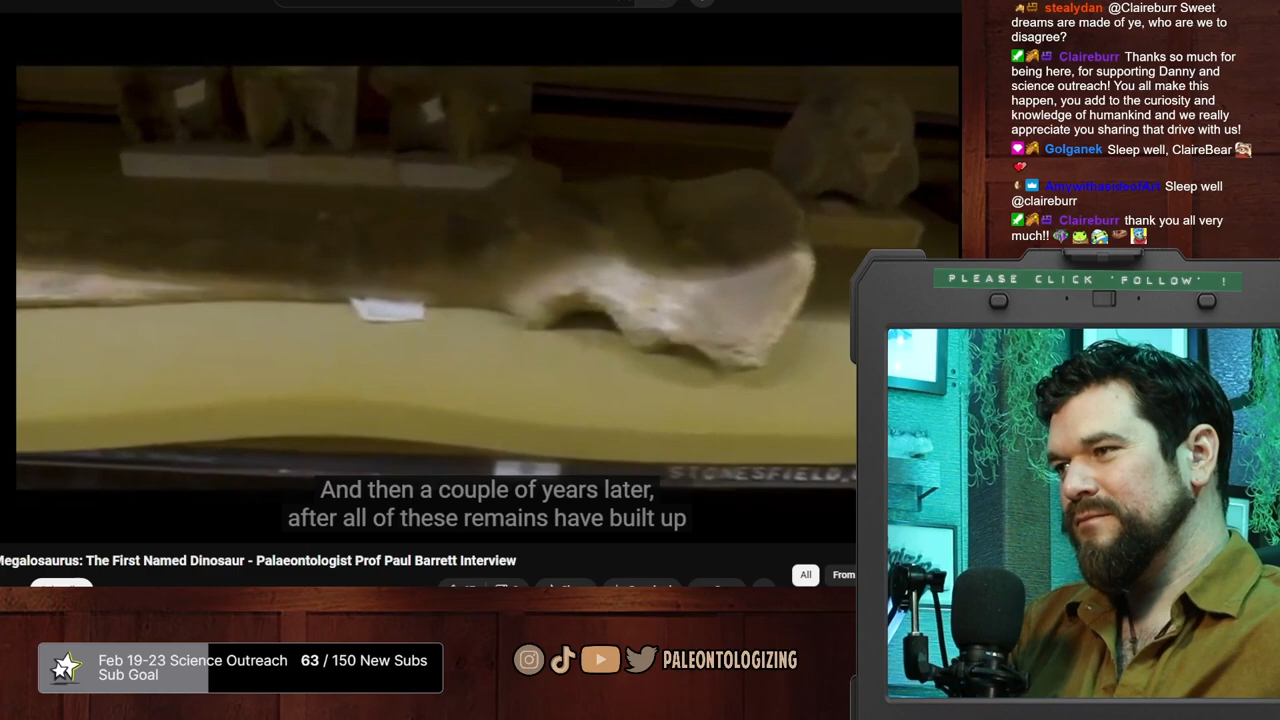 stealydan @Claireburr Sweet
dreams are made of ye, who are we to
disagree?
Claireburr Thanks so much for
being here, for supporting Danny and
science outreach! You all make this
happen, you add to the curiosity and
knowledge of humankind and we really
appreciate you sharing that drive with us!
Golganek Sleep well, ClaireBear
AmywithasideofArt Sleep well
@claireburr
Claireburr thank you all very
much!!
PLEASE CLICK 'FOLLOW' !
STONESFIELD,
And then a couple of years later,
after all of these remains have built up
Megalosaurus: The First Named Dinosaur - Palaeontologist Prof Paul Barrett Interview
All
From
Feb 19-23 Science Outreach 63 / 150 New Subs
Sub Goal
PALEONTOLOGIZING